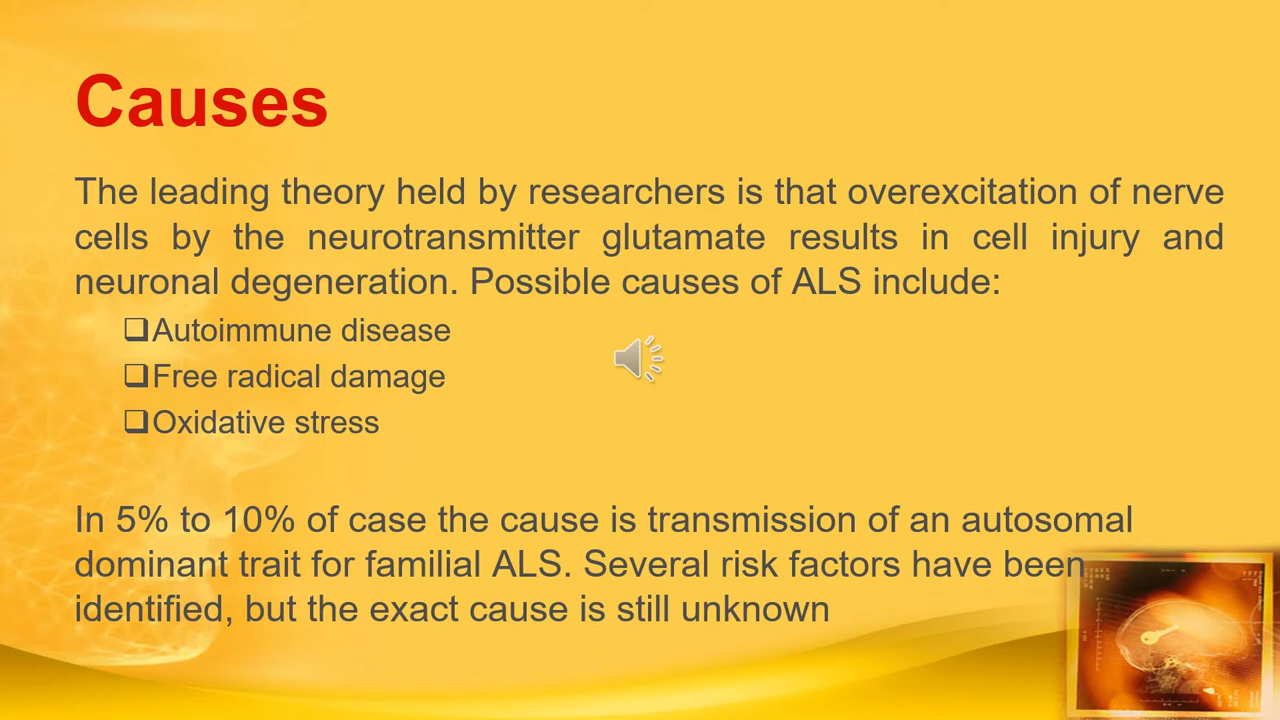 Causes
The leading theory held by researchers is that overexcitation of nerve
cells by the neurotransmitter glutamate results in cell injury and
neuronal degeneration. Possible causes of ALS include:
❑Autoimmune disease
❑Free radical damage
❑Oxidative stress
In 5% to 10% of case the cause is transmission of an autosomal
dominant trait for familial ALS. Several risk factors have been
identified, but the exact cause is still unknown